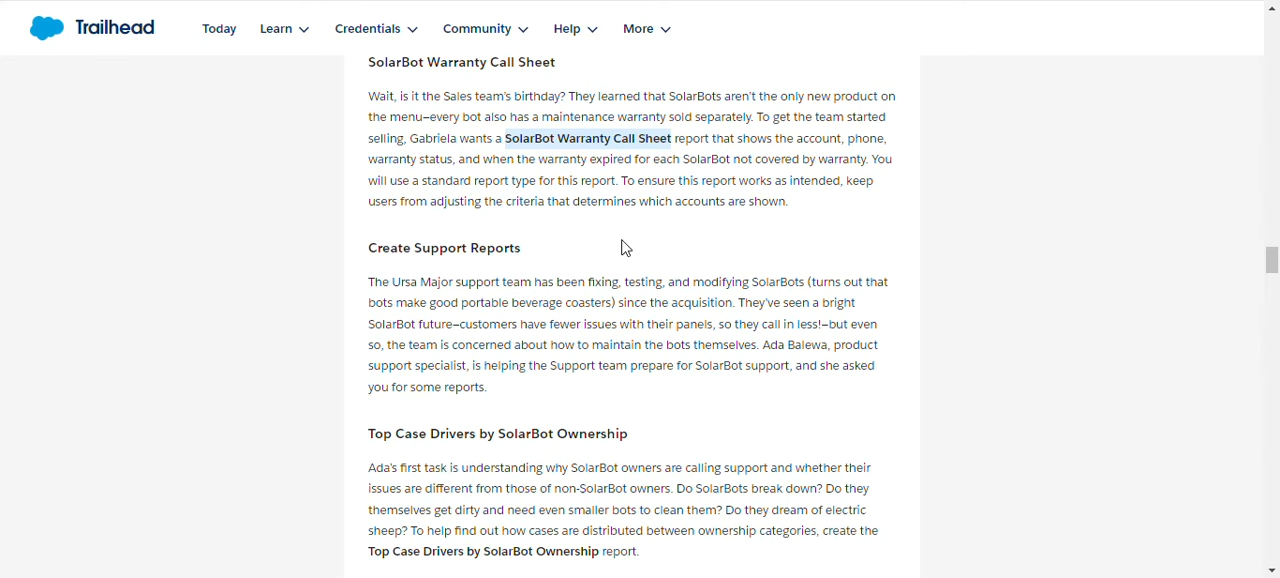 Trailhead
Today
Learn
Credentials
Community
Help
More
SolarBot Warranty Call Sheet
Wait, is it the Sales team's birthday? They learned that SolarBots aren't the only new product on
the menu—every bot also has a maintenance warranty sold separately. To get the team started
selling, Gabriela wants a SolarBot Warranty Call Sheet report that shows the account, phone,
warranty status, and when the warranty expired for each SolarBot not covered by warranty. You
will use a standard report type for this report. To ensure this report works as intended, keep
users from adjusting the criteria that determines which accounts are shown.
Create Support Reports
The Ursa Major support team has been fixing, testing, and modifying SolarBots (turns out that
bots make good portable beverage coasters) since the acquisition. They've seen a bright
SolarBot future—customers have fewer issues with their panels, so they call in less!—but even
so, the team is concerned about how to maintain the bots themselves. Ada Balewa, product
support specialist, is helping the Support team prepare for SolarBot support, and she asked
you for some reports.
Top Case Drivers by SolarBot Ownership
Ada's first task is understanding why SolarBot owners are calling support and whether their
issues are different from those of non-SolarBot owners. Do SolarBots break down? Do they
themselves get dirty and need even smaller bots to clean them? Do they dream of electric
sheep? To help find out how cases are distributed between ownership categories, create the
Top Case Drivers by SolarBot Ownership report.